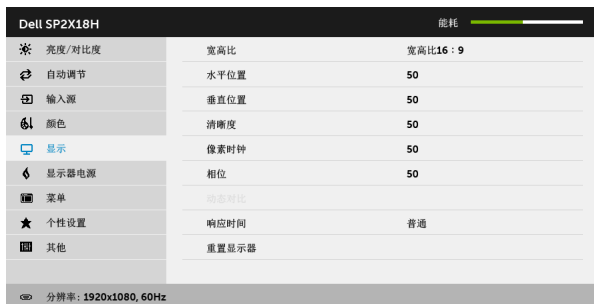 Dell SP2X18H 能耗
亮度/对比度 宽高比 宽高比16：9
自动调节 水平位置 50
输入源 垂直位置 50
颜色 清晰度 50
显示 像素时钟 50
显示器电源 相位 50
菜单 动态对比
个性设置 响应时间 普通
其他 重置显示器
分辨率: 1920x1080, 60Hz